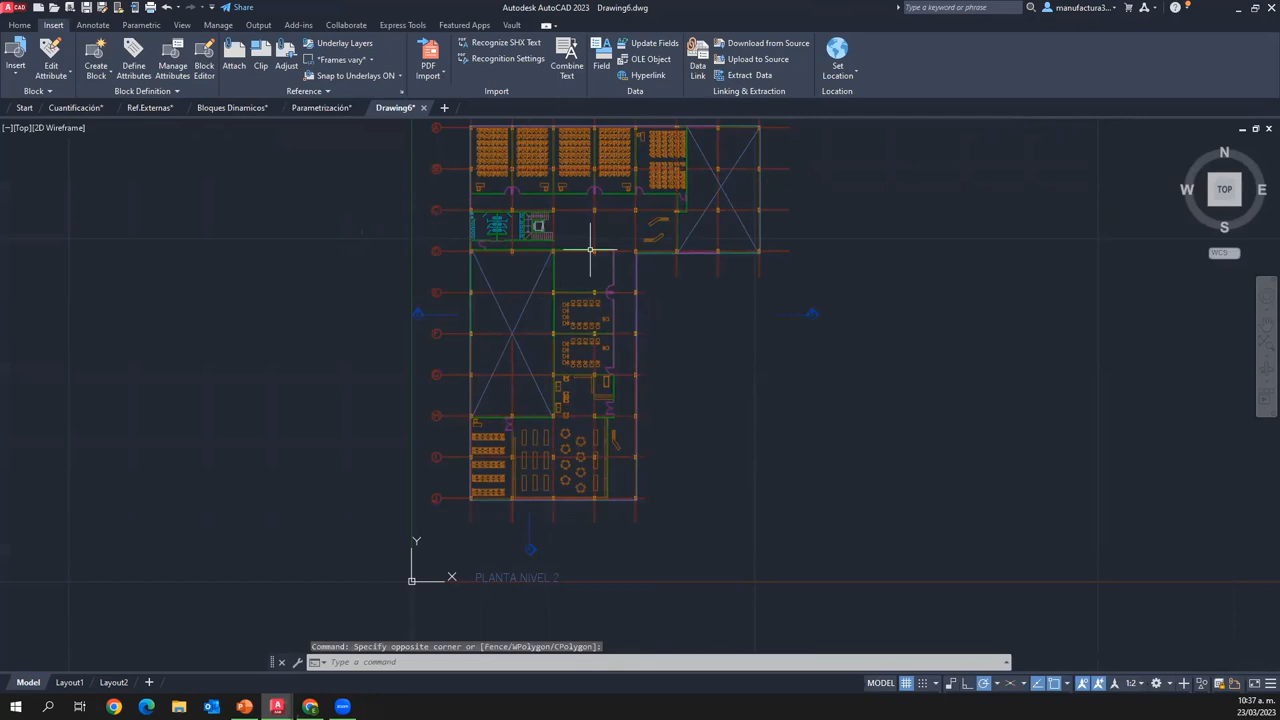 Share
Autodesk AutoCAD 2023 Drawing6.dwg
Type a keyword or phrase
manufactura3...
Home Insert Annotate Parametric View Manage Output Add-ins Collaborate Express Tools Featured Apps Vault
Insert
Edit Attribute
Create Block
Define Attributes
Manage Attributes
Block Editor
Attach
Clip
Adjust
Underlay Layers
*Frames vary*
Snap to Underlays ON
PDF Import
Recognize SHX Text
Recognition Settings
Combine Text
Field
Update Fields
OLE Object
Hyperlink
Data Link
Download from Source
Upload to Source
Extract Data
Set Location
Block
Block Definition
Reference
Import
Data
Linking & Extraction
Location
Start Cuantificación* Ref.Externas* Bloques Dinamicos* Parametrización* Drawing6*
[−][Top][2D Wireframe]
N
W TOP E
S
WCS
Y
X
PLANTA NIVEL 2
Command: Specify opposite corner or [Fence/WPolygon/CPolygon]:
Type a command
Model Layout1 Layout2
MODEL
1:2
10:37 a. m.
23/03/2023